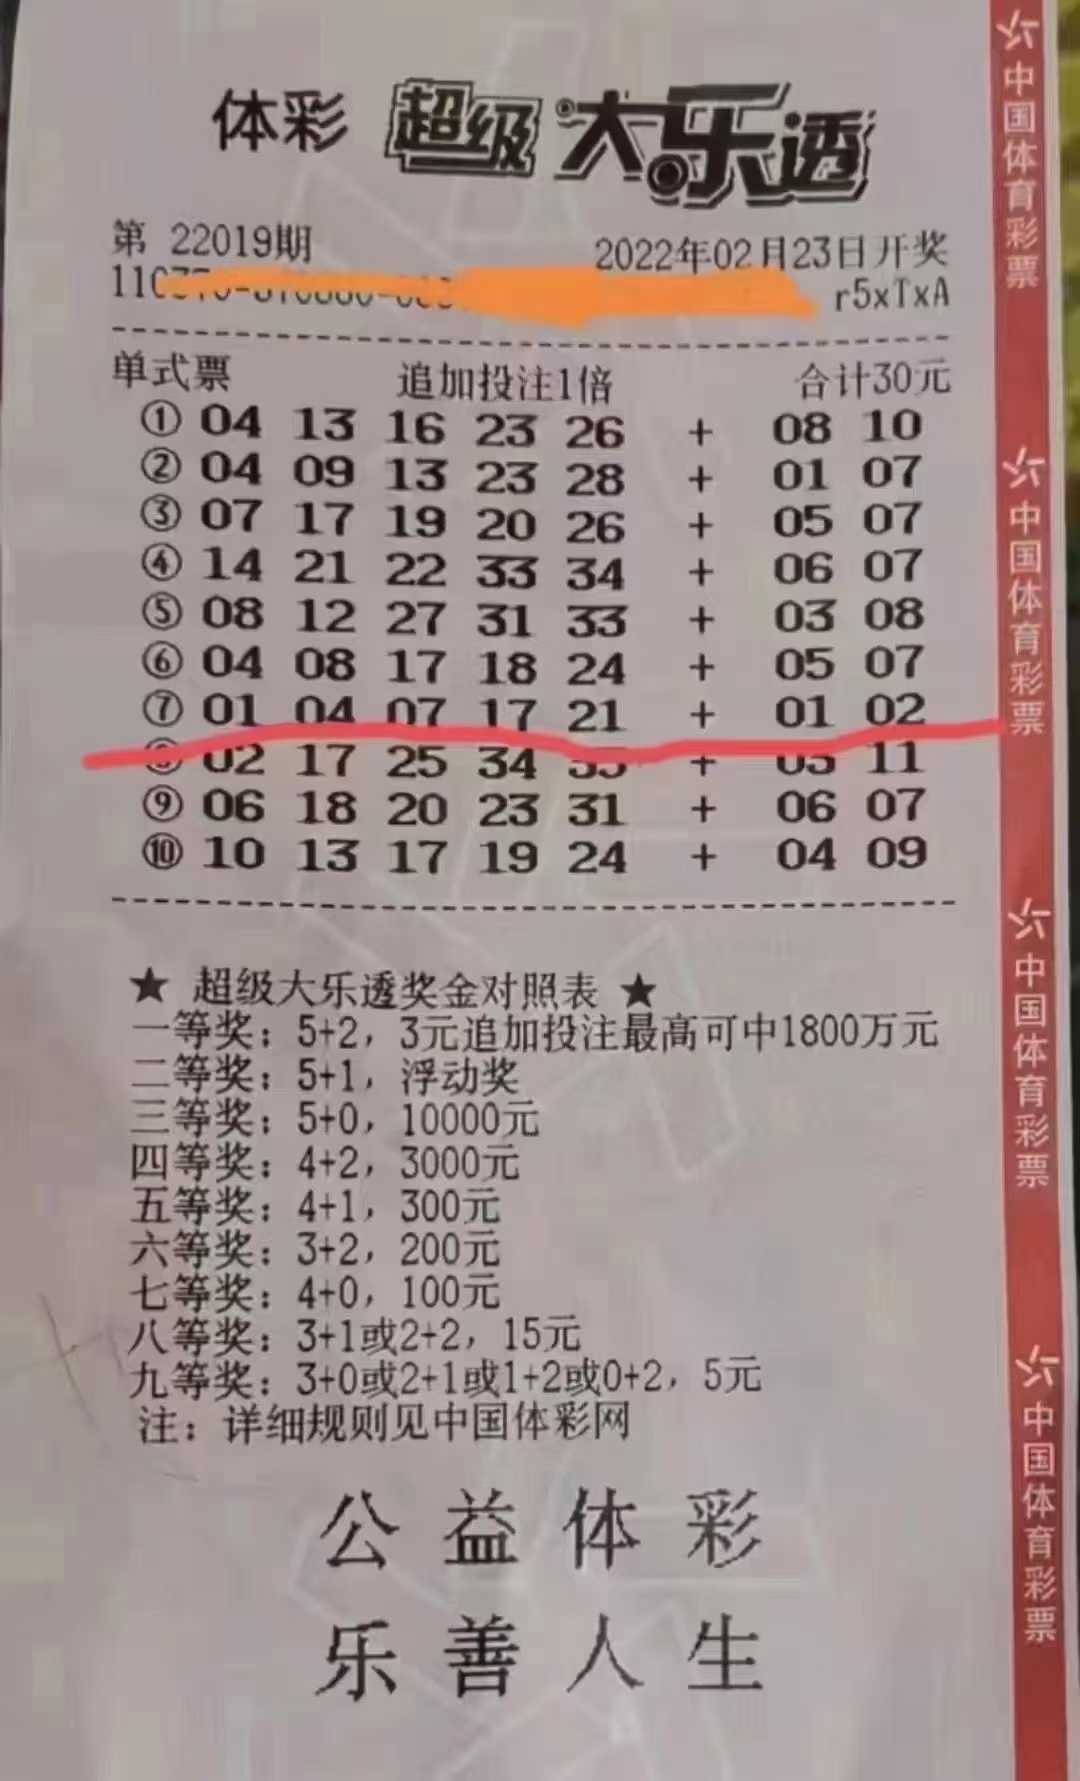 体彩 超级大乐透
第 22019期 2022年02月23日开奖
r5xTxA
单式票 追加投注1倍 合计30元
① 04 13 16 23 26 + 08 10
② 04 09 13 23 28 + 01 07
③ 07 17 19 20 26 + 05 07
④ 14 21 22 33 34 + 06 07
⑤ 08 12 27 31 33 + 03 08
⑥ 04 08 17 18 24 + 05 07
⑦ 01 04 07 17 21 + 01 02
02 17 25 34 + 03 11
⑨ 06 18 20 23 31 + 06 07
⑩ 10 13 17 19 24 + 04 09
★ 超级大乐透奖金对照表 ★
一等奖：5+2，3元追加投注最高可中1800万元
二等奖：5+1，浮动奖
三等奖：5+0，10000元
四等奖：4+2，3000元
五等奖：4+1，300元
六等奖：3+2，200元
七等奖：4+0，100元
八等奖：3+1或2+2，15元
九等奖：3+0或2+1或1+2或0+2，5元
注：详细规则见中国体彩网
公益体彩
乐善人生
中国体育彩票
中国体育彩票
中国体育彩票
中国体育彩票